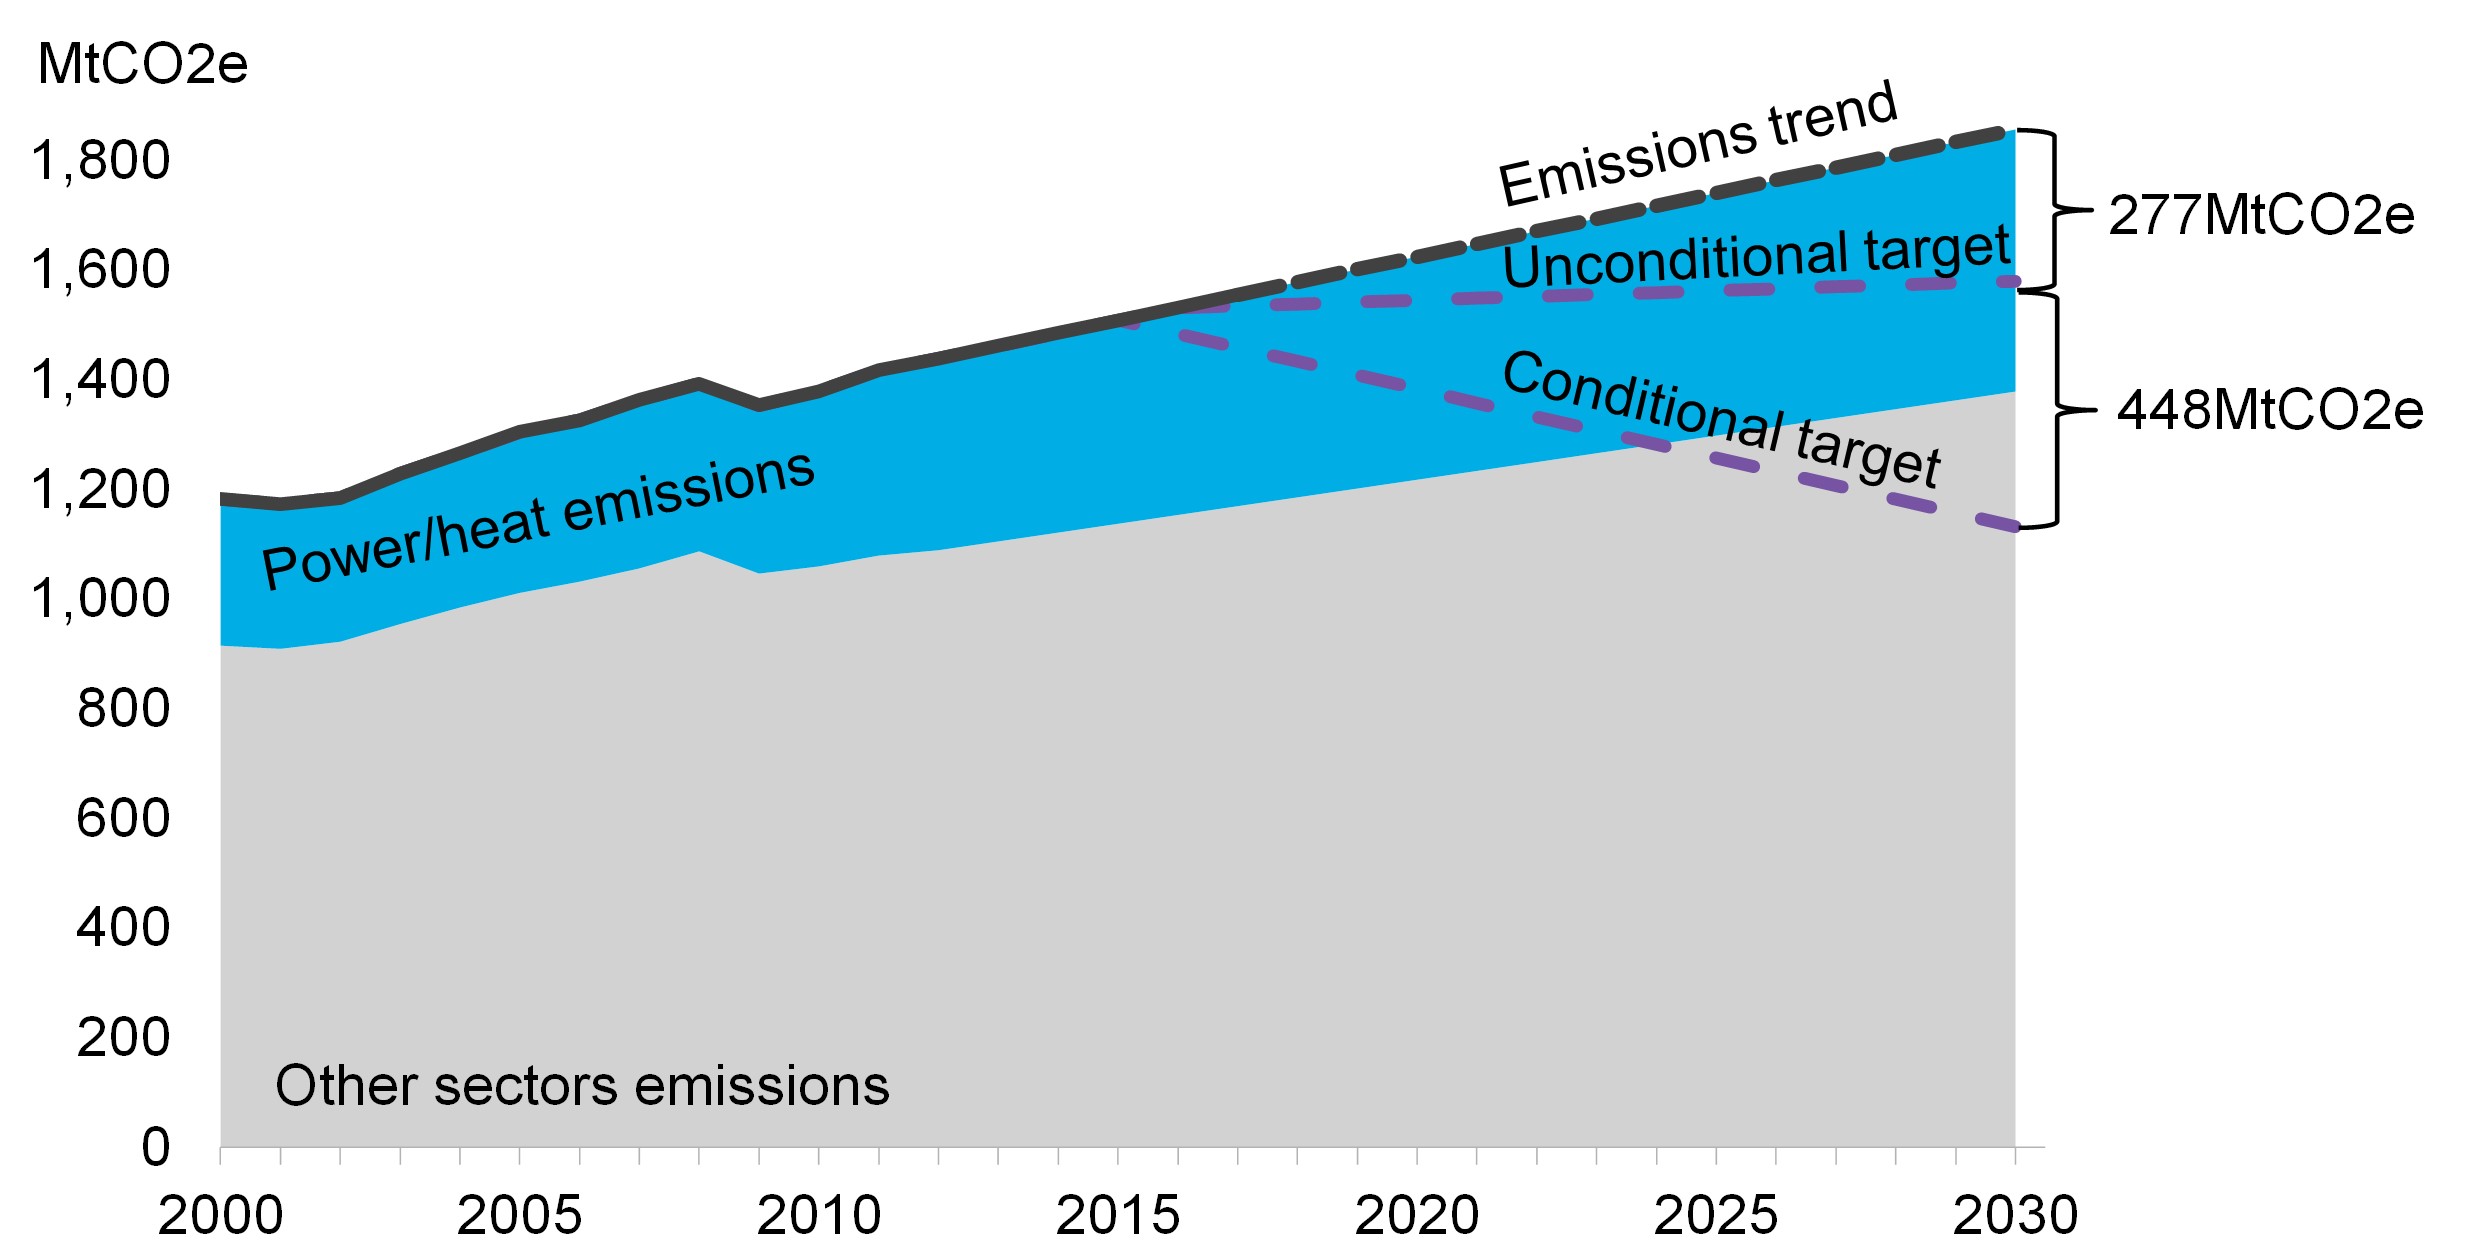 MtCO2e
1,800
1,600
1,400
1,200
1,000
800
600
400
200
0
Emissions trend
Unconditional target
Conditional target
Power/heat emissions
Other sectors emissions
277MtCO2e
448MtCO2e
2000 2005 2010 2015 2020 2025 2030